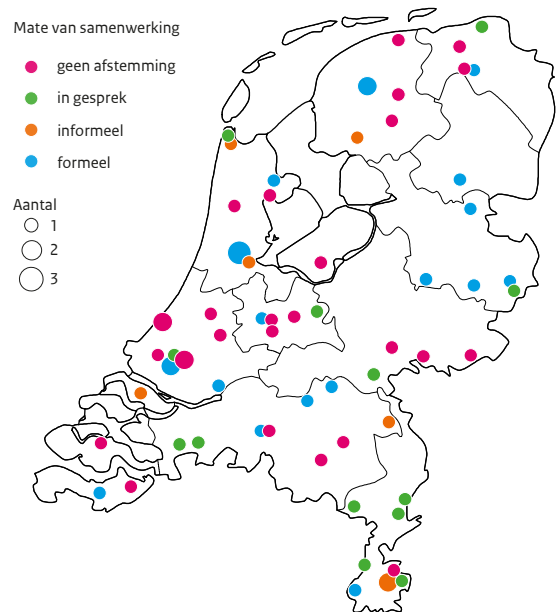 Mate van samenwerking
geen afstemming
in gesprek
informeel
formeel
Aantal
1
2
3